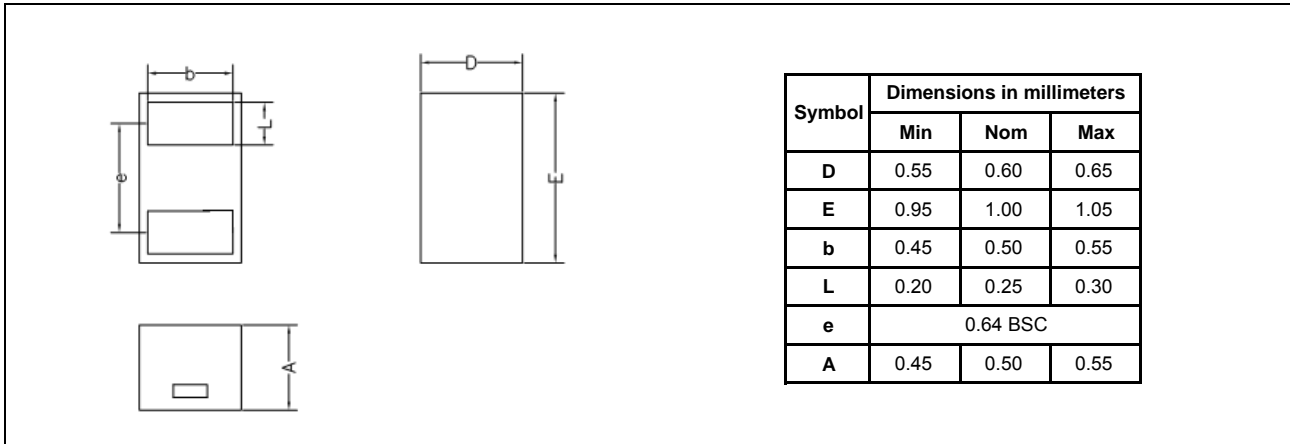 b
L
e
D
E
A
Symbol Dimensions in millimeters
Min Nom Max
D 0.55 0.60 0.65
E 0.95 1.00 1.05
b 0.45 0.50 0.55
L 0.20 0.25 0.30
e 0.64 BSC
A 0.45 0.50 0.55